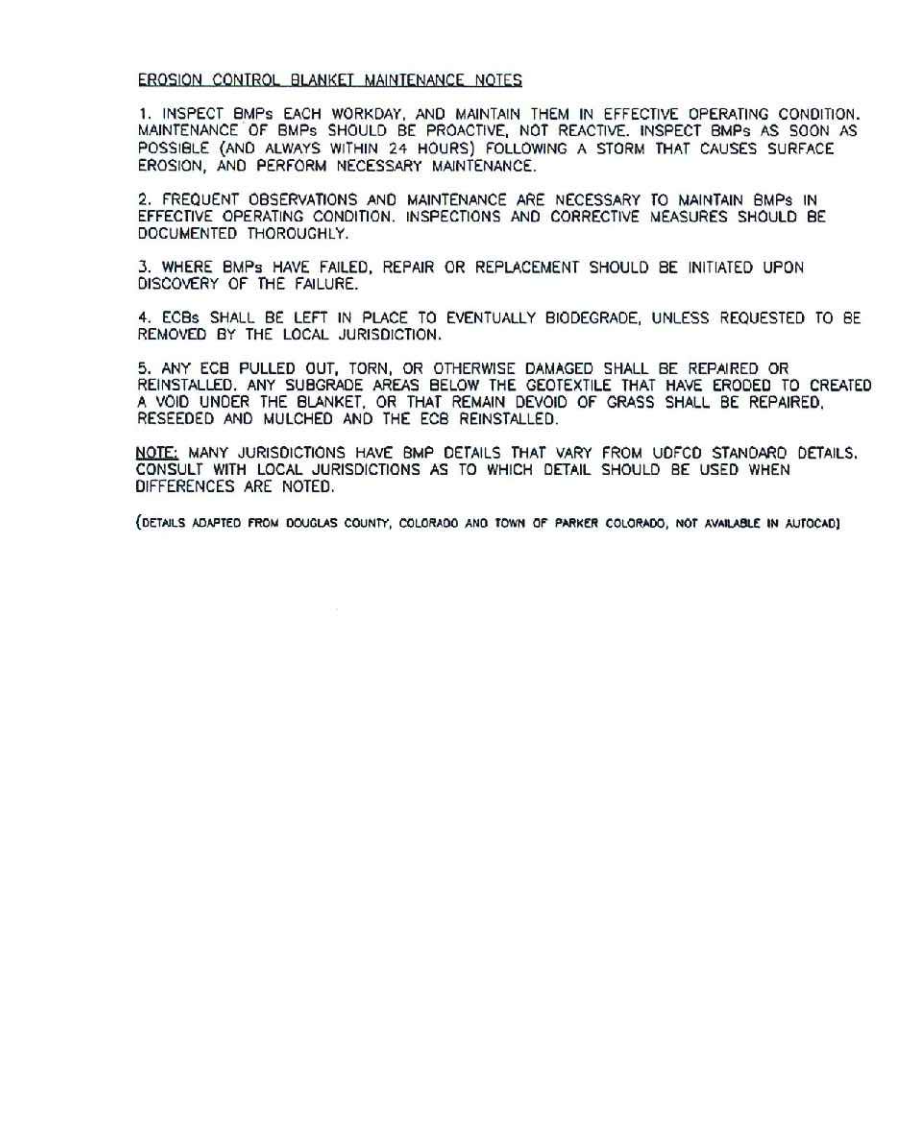 EROSION CONTROL BLANKET MAINTENANCE NOTES
1. INSPECT BMPs EACH WORKDAY, AND MAINTAIN THEM IN EFFECTIVE OPERATING CONDITION.
MAINTENANCE OF BMPs SHOULD BE PROACTIVE, NOT REACTIVE. INSPECT BMPs AS SOON AS
POSSIBLE (AND ALWAYS WITHIN 24 HOURS) FOLLOWING A STORM THAT CAUSES SURFACE
EROSION, AND PERFORM NECESSARY MAINTENANCE.
2. FREQUENT OBSERVATIONS AND MAINTENANCE ARE NECESSARY TO MAINTAIN BMPs IN
EFFECTIVE OPERATING CONDITION. INSPECTIONS AND CORRECTIVE MEASURES SHOULD BE
DOCUMENTED THOROUGHLY.
3. WHERE BMPs HAVE FAILED, REPAIR OR REPLACEMENT SHOULD BE INITIATED UPON
DISCOVERY OF THE FAILURE.
4. ECBs SHALL BE LEFT IN PLACE TO EVENTUALLY BIODEGRADE, UNLESS REQUESTED TO BE
REMOVED BY THE LOCAL JURISDICTION.
5. ANY ECB PULLED OUT, TORN, OR OTHERWISE DAMAGED SHALL BE REPAIRED OR
REINSTALLED. ANY SUBGRADE AREAS BELOW THE GEOTEXTILE THAT HAVE ERODED TO CREATED
A VOID UNDER THE BLANKET, OR THAT REMAIN DEVOID OF GRASS SHALL BE REPAIRED,
RESEEDED AND MULCHED AND THE ECB REINSTALLED.
NOTE: MANY JURISDICTIONS HAVE BMP DETAILS THAT VARY FROM UDFCD STANDARD DETAILS.
CONSULT WITH LOCAL JURISDICTIONS AS TO WHICH DETAIL SHOULD BE USED WHEN
DIFFERENCES ARE NOTED.
(DETAILS ADAPTED FROM DOUGLAS COUNTY, COLORADO AND TOWN OF PARKER COLORADO, NOT AVAILABLE IN AUTOCAD)